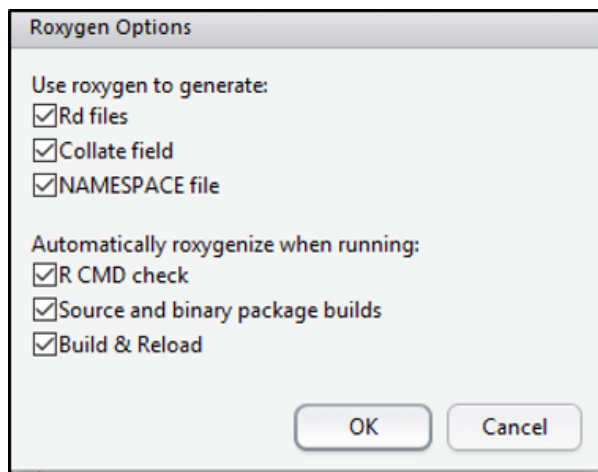 Roxygen Options
Use roxygen to generate:
Rd files
Collate field
NAMESPACE file
Automatically roxygenize when running:
R CMD check
Source and binary package builds
Build & Reload
OK Cancel